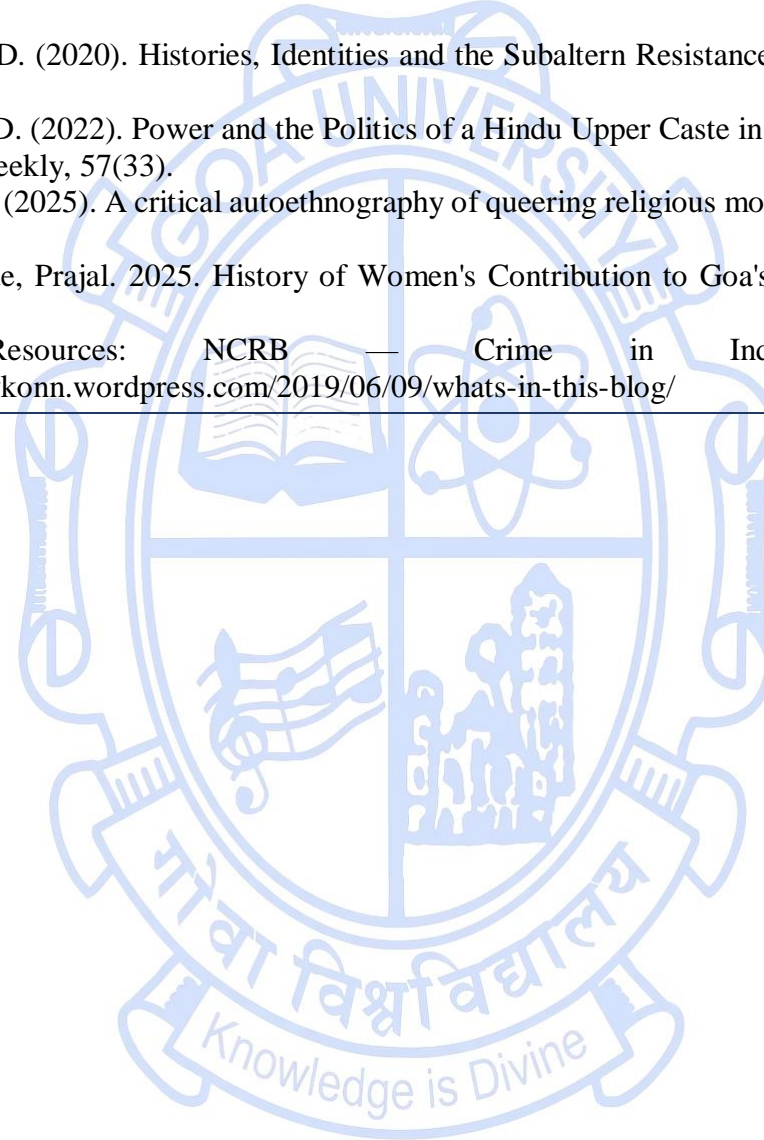 D. (2020). Histories, Identities and the Subaltern Resistance
D. (2022). Power and the Politics of a Hindu Upper Caste in
eekly, 57(33).
(2025). A critical autoethnography of queering religious mo
e, Prajal. 2025. History of Women's Contribution to Goa's
Resources: NCRB — Crime in Ind
konn.wordpress.com/2019/06/09/whats-in-this-blog/
GOA UNIVERSITY
गोंवा विश्वविद्यालय
Knowledge is Divine